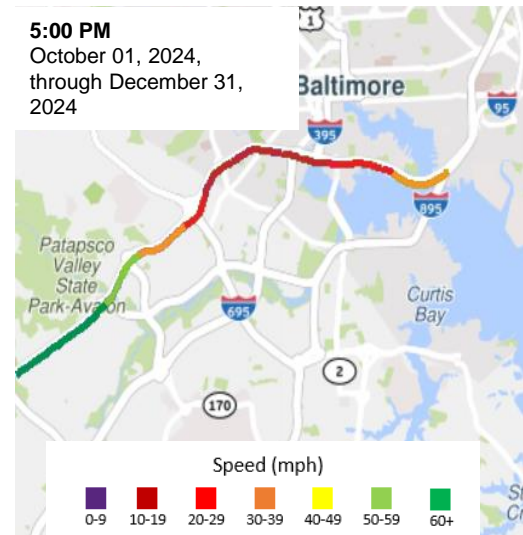 5:00 PM
October 01, 2024,
through December 31,
2024
1
Baltimore
95
395
895
Patapsco
Valley
State
Park-Avalon
695
Curtis
Bay
2
170
Speed (mph)
0-9 10-19 20-29 30-39 40-49 50-59 60+